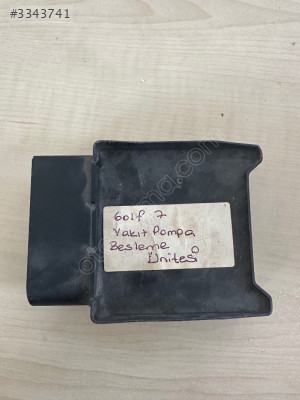 #3343741
Golf 7
Yakıt Pompa
Besleme
Ünitesi